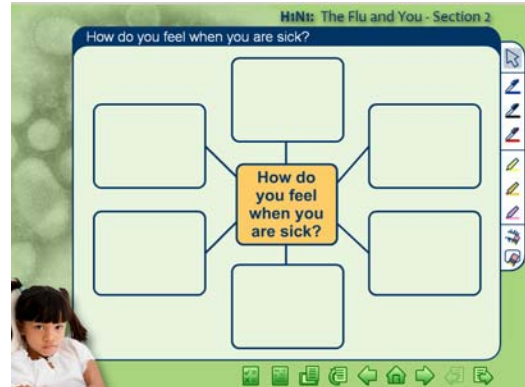 H1N1: The Flu and You - Section 2
How do you feel when you are sick?
How do
you feel
when you
are sick?